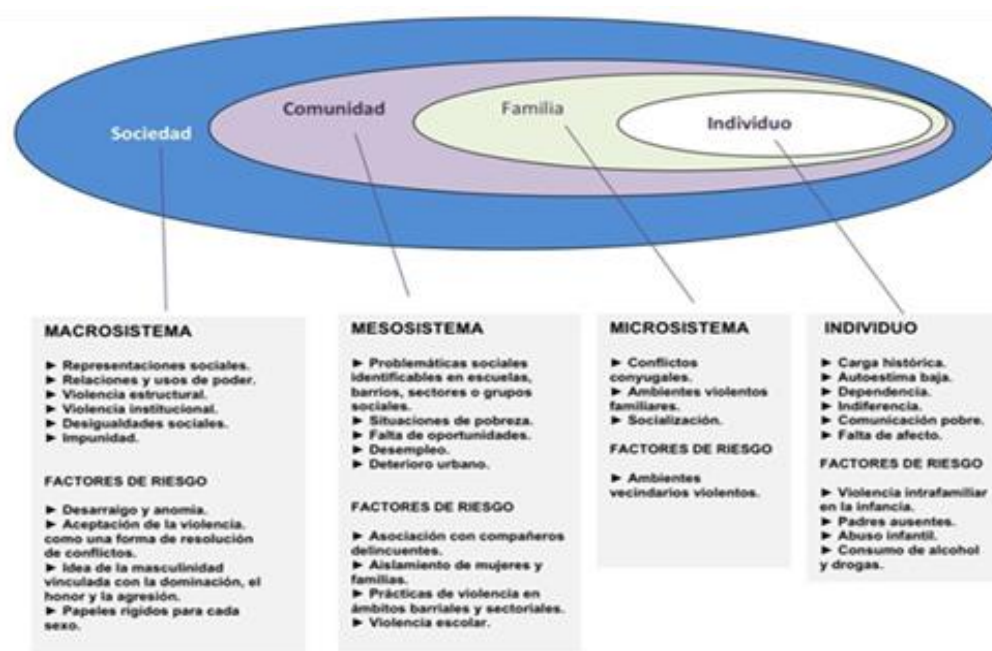 Sociedad
Comunidad
Familia
Individuo
MACROSISTEMA
► Representaciones sociales.
► Relaciones y usos de poder.
► Violencia estructural.
► Violencia institucional.
► Desigualdades sociales.
► Impunidad.
FACTORES DE RIESGO
► Desarraigo y anomia.
► Aceptación de la violencia.
como una forma de resolución
de conflictos.
► Idea de la masculinidad
vinculada con la dominación, el
honor y la agresión.
► Papeles rígidos para cada
sexo.
MESOSISTEMA
► Problemáticas sociales
identificables en escuelas,
barrios, sectores o grupos
sociales.
► Situaciones de pobreza.
► Falta de oportunidades.
► Desempleo.
► Deterioro urbano.
FACTORES DE RIESGO
► Asociación con compañeros
delincuentes.
► Aislamiento de mujeres y
familias.
► Prácticas de violencia en
ámbitos barriales y sectoriales.
► Violencia escolar.
MICROSISTEMA
► Conflictos
conyugales.
► Ambientes violentos
familiares.
► Socialización.
FACTORES DE RIESGO
► Ambientes
vecindarios violentos.
INDIVIDUO
► Carga histórica.
► Autoestima baja.
► Dependencia.
► Indiferencia.
► Comunicación pobre.
► Falta de afecto.
FACTORES DE RIESGO
► Violencia intrafamiliar
en la infancia.
► Padres ausentes.
► Abuso infantil.
► Consumo de alcohol
y drogas.